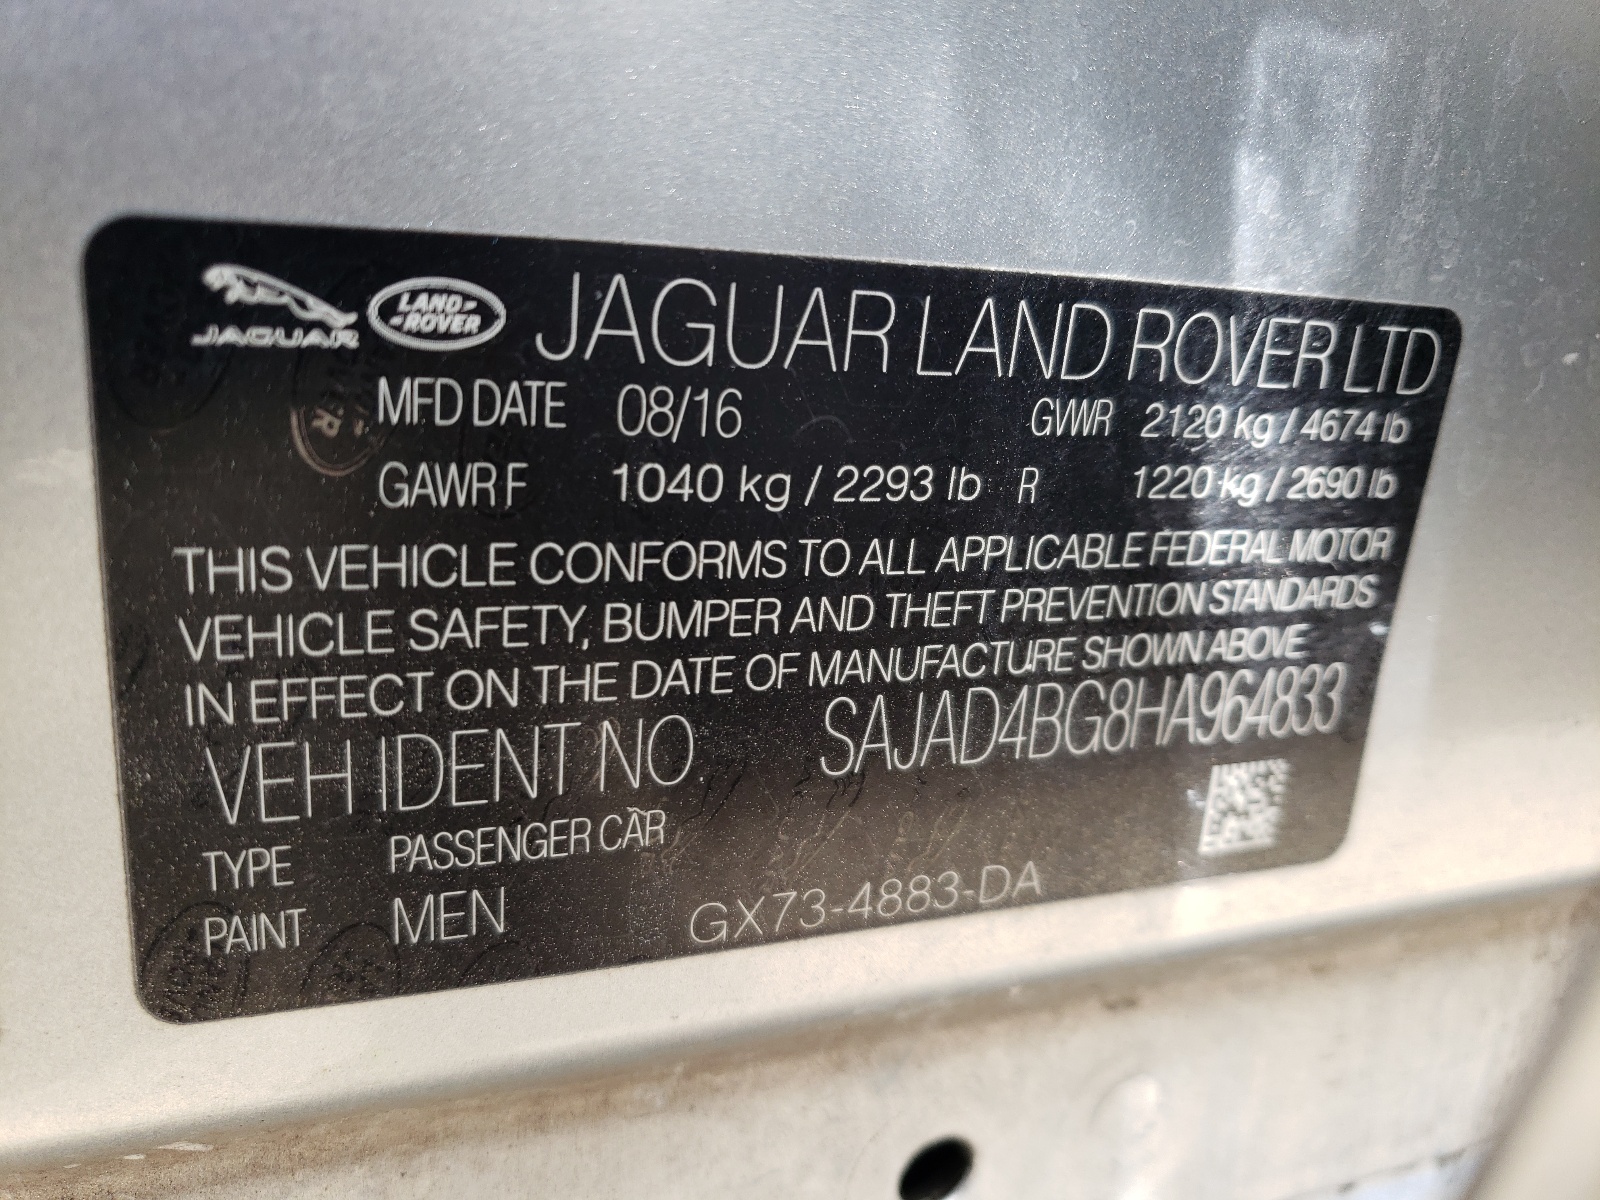 JAGUAR
LAND-
-ROVER
JAGUAR LAND ROVER LTD
MFD DATE 08/16 GVWR 2120 kg / 4674 lb
GAWR F 1040 kg / 2293 lb R 1220 kg / 2690 lb
THIS VEHICLE CONFORMS TO ALL APPLICABLE FEDERAL MOTOR
VEHICLE SAFETY, BUMPER AND THEFT PREVENTION STANDARDS
IN EFFECT ON THE DATE OF MANUFACTURE SHOWN ABOVE
VEH IDENT NO SAJAD4BG8HA964833
TYPE PASSENGER CAR
PAINT MEN
GX73-4883-DA